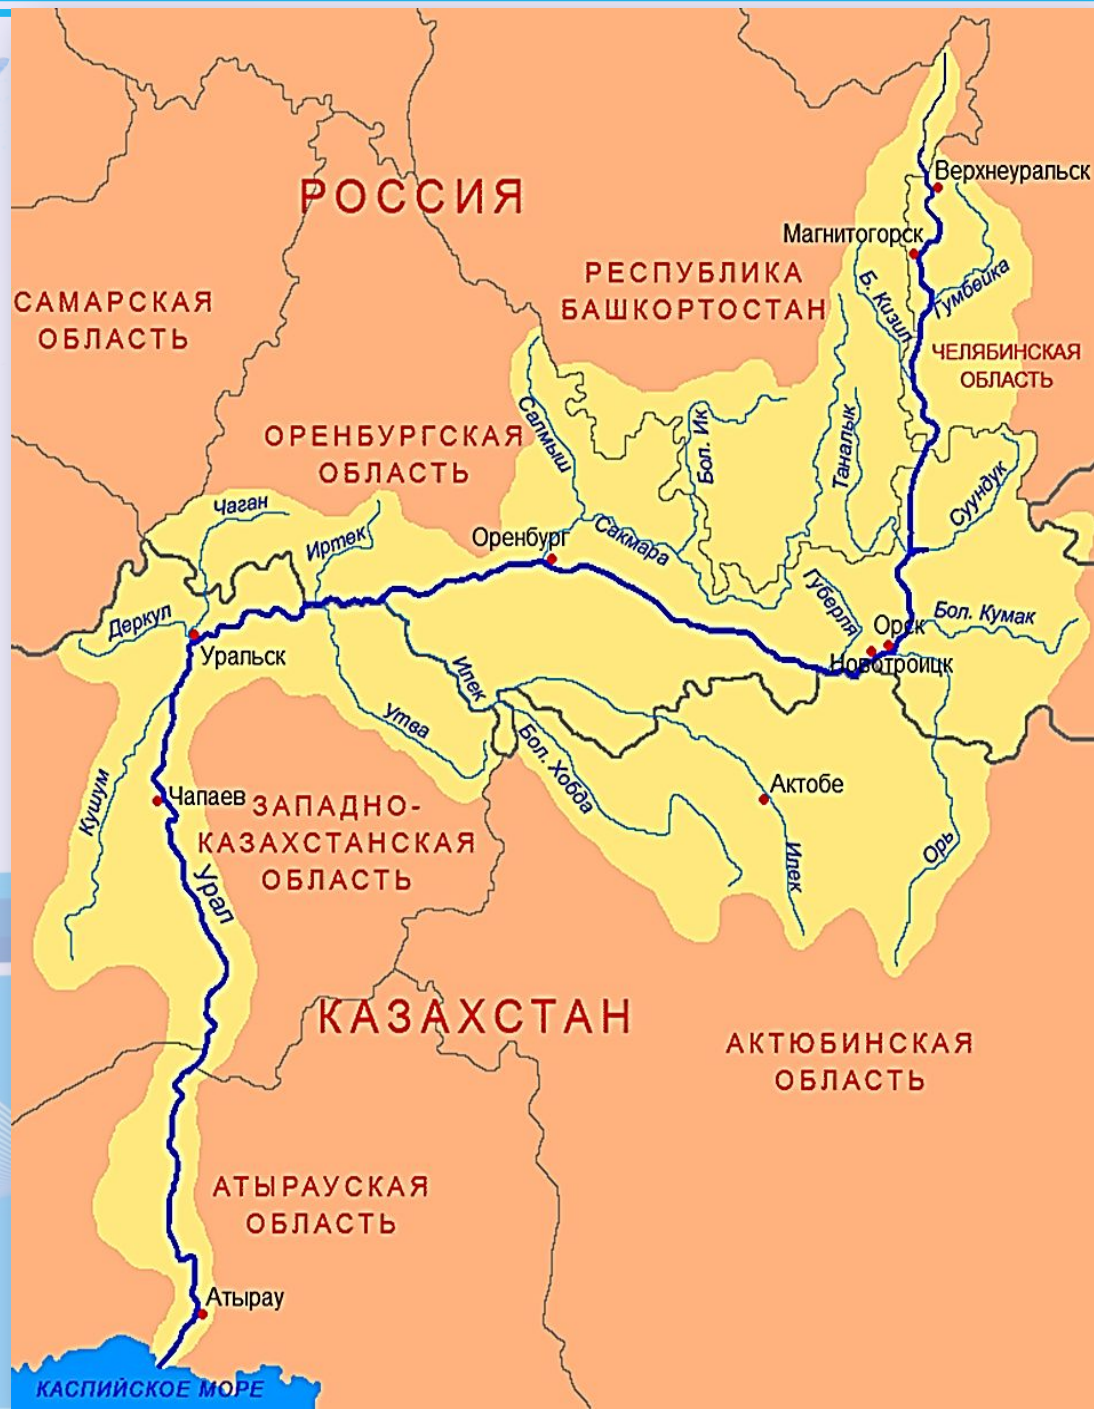 Верхнеуральск
РОССИЯ
Магнитогорск
РЕСПУБЛИКА
БАШКОРТОСТАН
Б. Кизил
Гумбейка
САМАРСКАЯ
ОБЛАСТЬ
ЧЕЛЯБИНСКАЯ
ОБЛАСТЬ
Салмыш
Бол. Ик
Таналык
ОРЕНБУРГСКАЯ
ОБЛАСТЬ
Суундук
Чаган
Иртек
Оренбург
Сакмара
Губерля
Деркул
Орск
Бол. Кумак
Уральск
Новотроицк
Илек
Утва
Бол. Хобда
Кушум
Чапаев
Актобе
ЗАПАДНО-
КАЗАХСТАНСКАЯ
ОБЛАСТЬ
Урал
Илек
Орь
КАЗАХСТАН
АКТЮБИНСКАЯ
ОБЛАСТЬ
АТЫРАУСКАЯ
ОБЛАСТЬ
Атырау
КАСПИЙСКОЕ МОРЕ